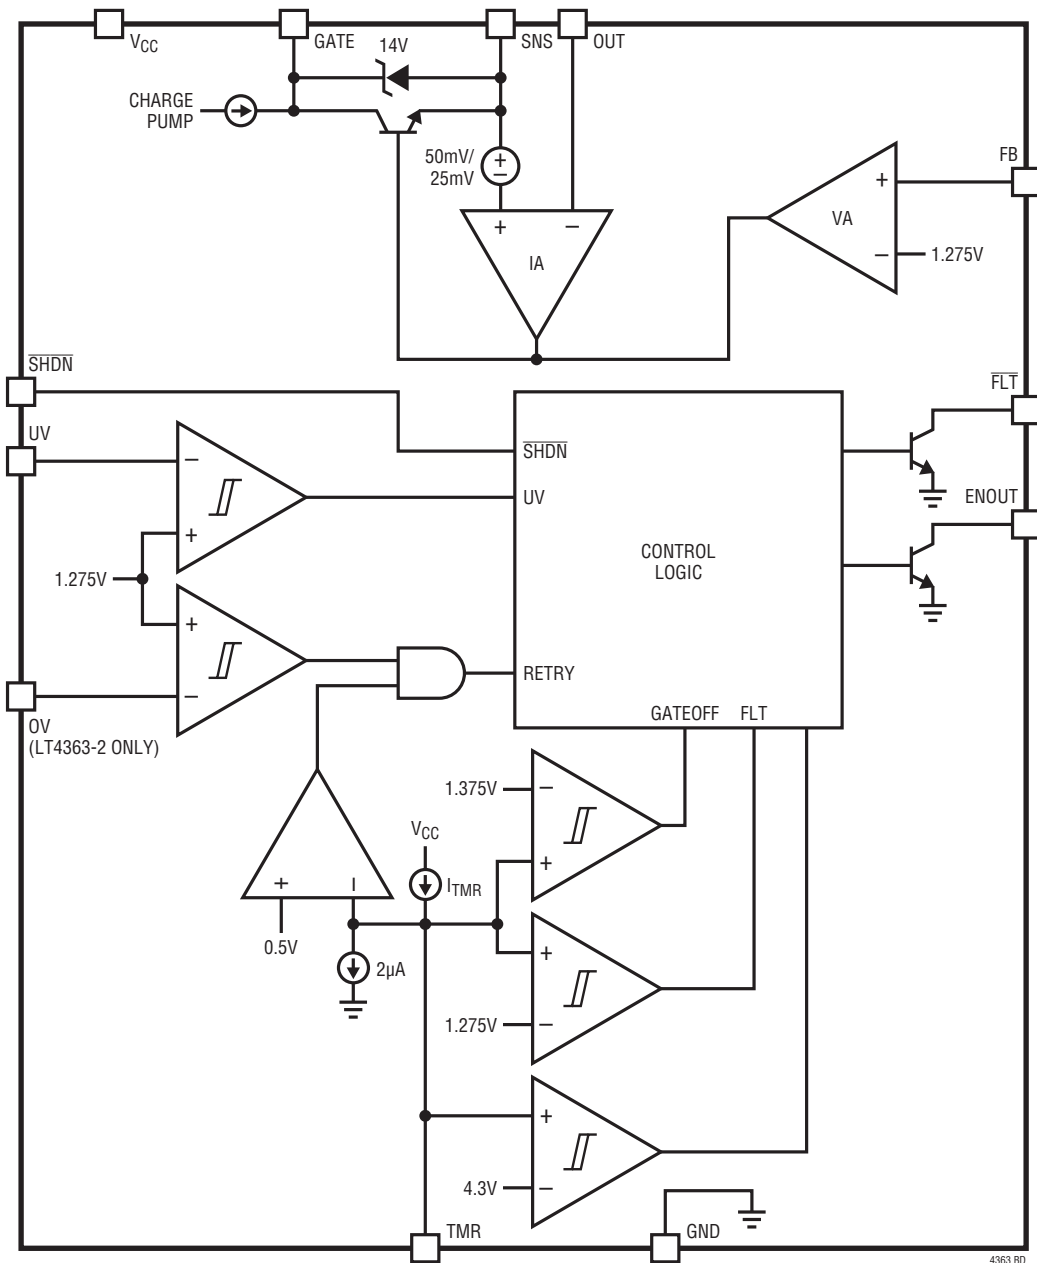 VCC
GATE
SNS
OUT
14V
CHARGE
PUMP
50mV/
25mV
+
−
FB
+
VA
−
1.275V
+
−
IA
SHDN
FLT
UV
−
SHDN
ENOUT
UV
+
CONTROL
LOGIC
1.275V
+
RETRY
−
OV
(LT4363-2 ONLY)
GATEOFF
FLT
1.375V
−
VCC
+
ITMR
+
−
0.5V
+
2µA
1.275V
−
+
4.3V
−
TMR
GND
4363 BD